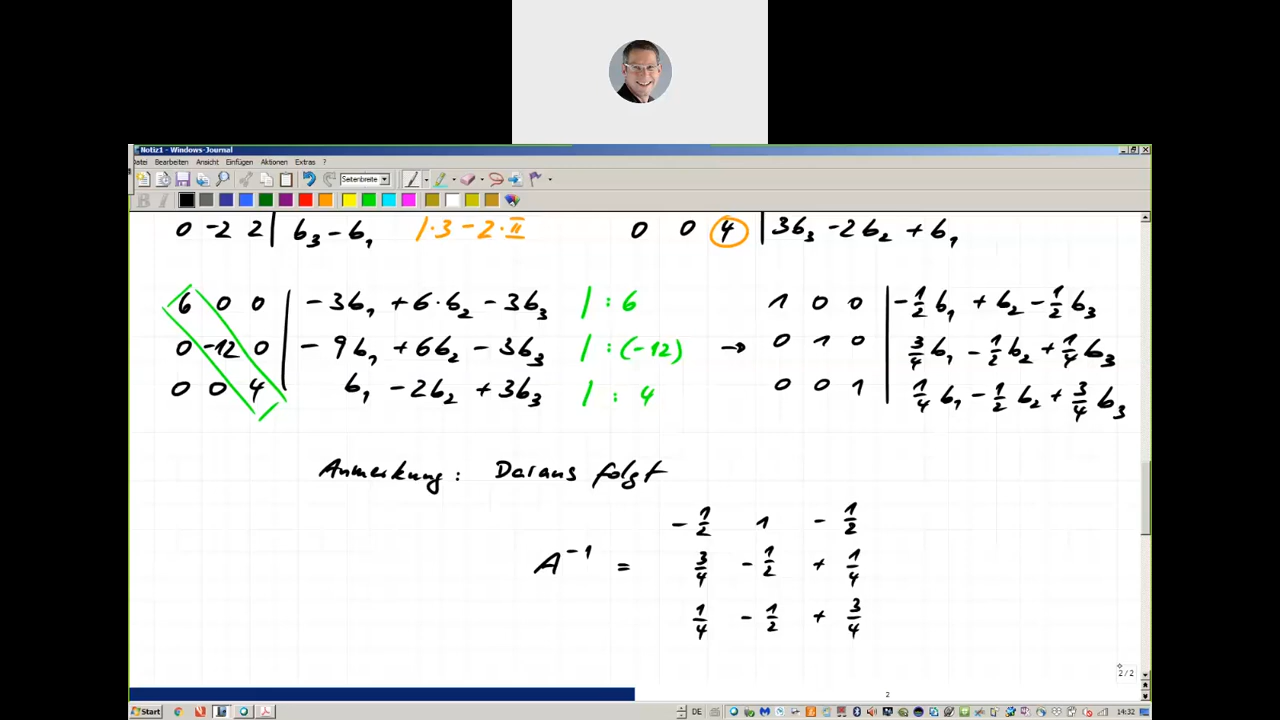 Notiz1 - Windows-Journal
Datei Bearbeiten Ansicht Einfügen Aktionen Extras ?
Seitenbreite
0 -2 2 | b₃ - b₁ |·3 - 2·II
0 0 4 | 3b₃ - 2b₂ + b₁
6 0 0 | - 3b₁ + 6·b₂ - 3b₃ | : 6
0 -12 0 | - 9b₁ + 6b₂ - 3b₃ | : (-12) →
0 0 4 | b₁ - 2b₂ + 3b₃ | : 4
1 0 0 | -1/2 b₁ + b₂ - 1/2 b₃
0 1 0 | 3/4 b₁ - 1/2 b₂ + 1/4 b₃
0 0 1 | 1/4 b₁ - 1/2 b₂ + 3/4 b₃
Anmerkung: Daraus folgt
- 1/2 1 - 1/2
A⁻¹ = 3/4 - 1/2 + 1/4
1/4 - 1/2 + 3/4
2 / 2
2
Start DE 14:32